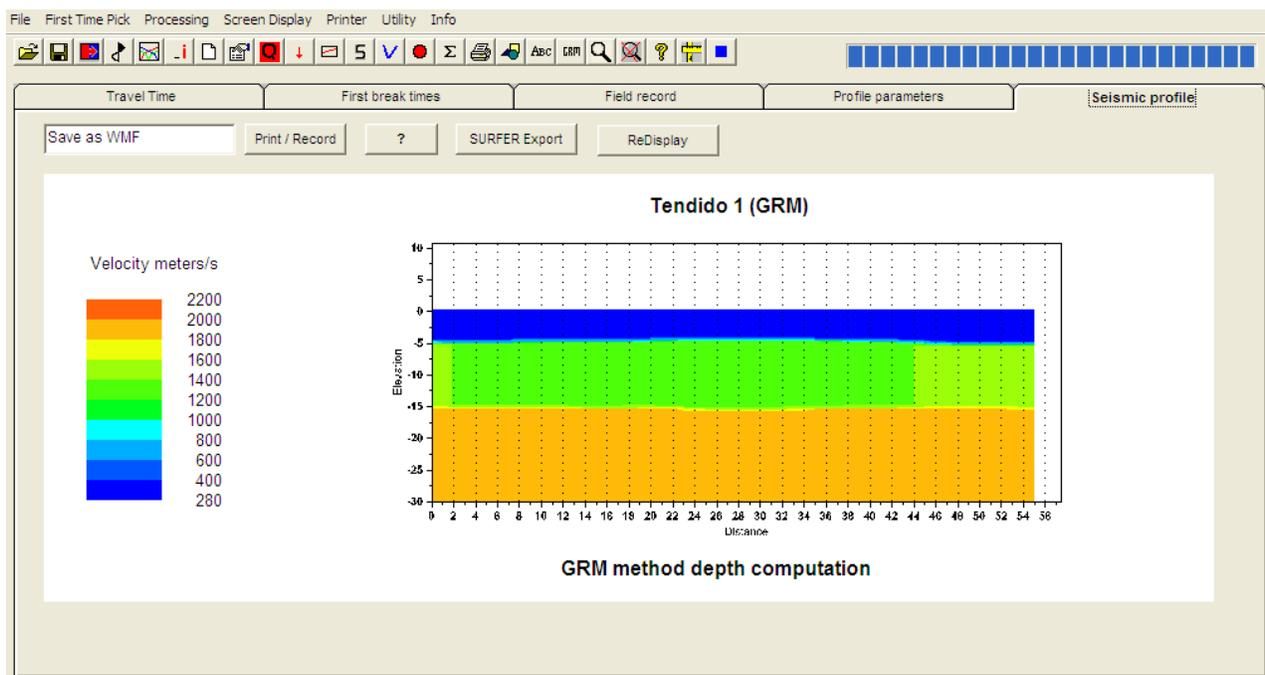 File First Time Pick Processing Screen Display Printer Utility Info
_i Q S V Σ ABC GRM ?
Travel Time First break times Field record Profile parameters Seismic profile
Save as WMF Print / Record ? SURFER Export ReDisplay
Tendido 1 (GRM)
Velocity meters/s
2200
2000
1800
1600
1400
1200
1000
800
600
400
280
10
5
0
-5
-10
-15
-20
-25
-30
Elevation
0 2 4 6 8 10 12 14 16 18 20 22 24 26 28 30 32 34 36 38 40 42 44 46 48 50 52 54 56
Distance
GRM method depth computation